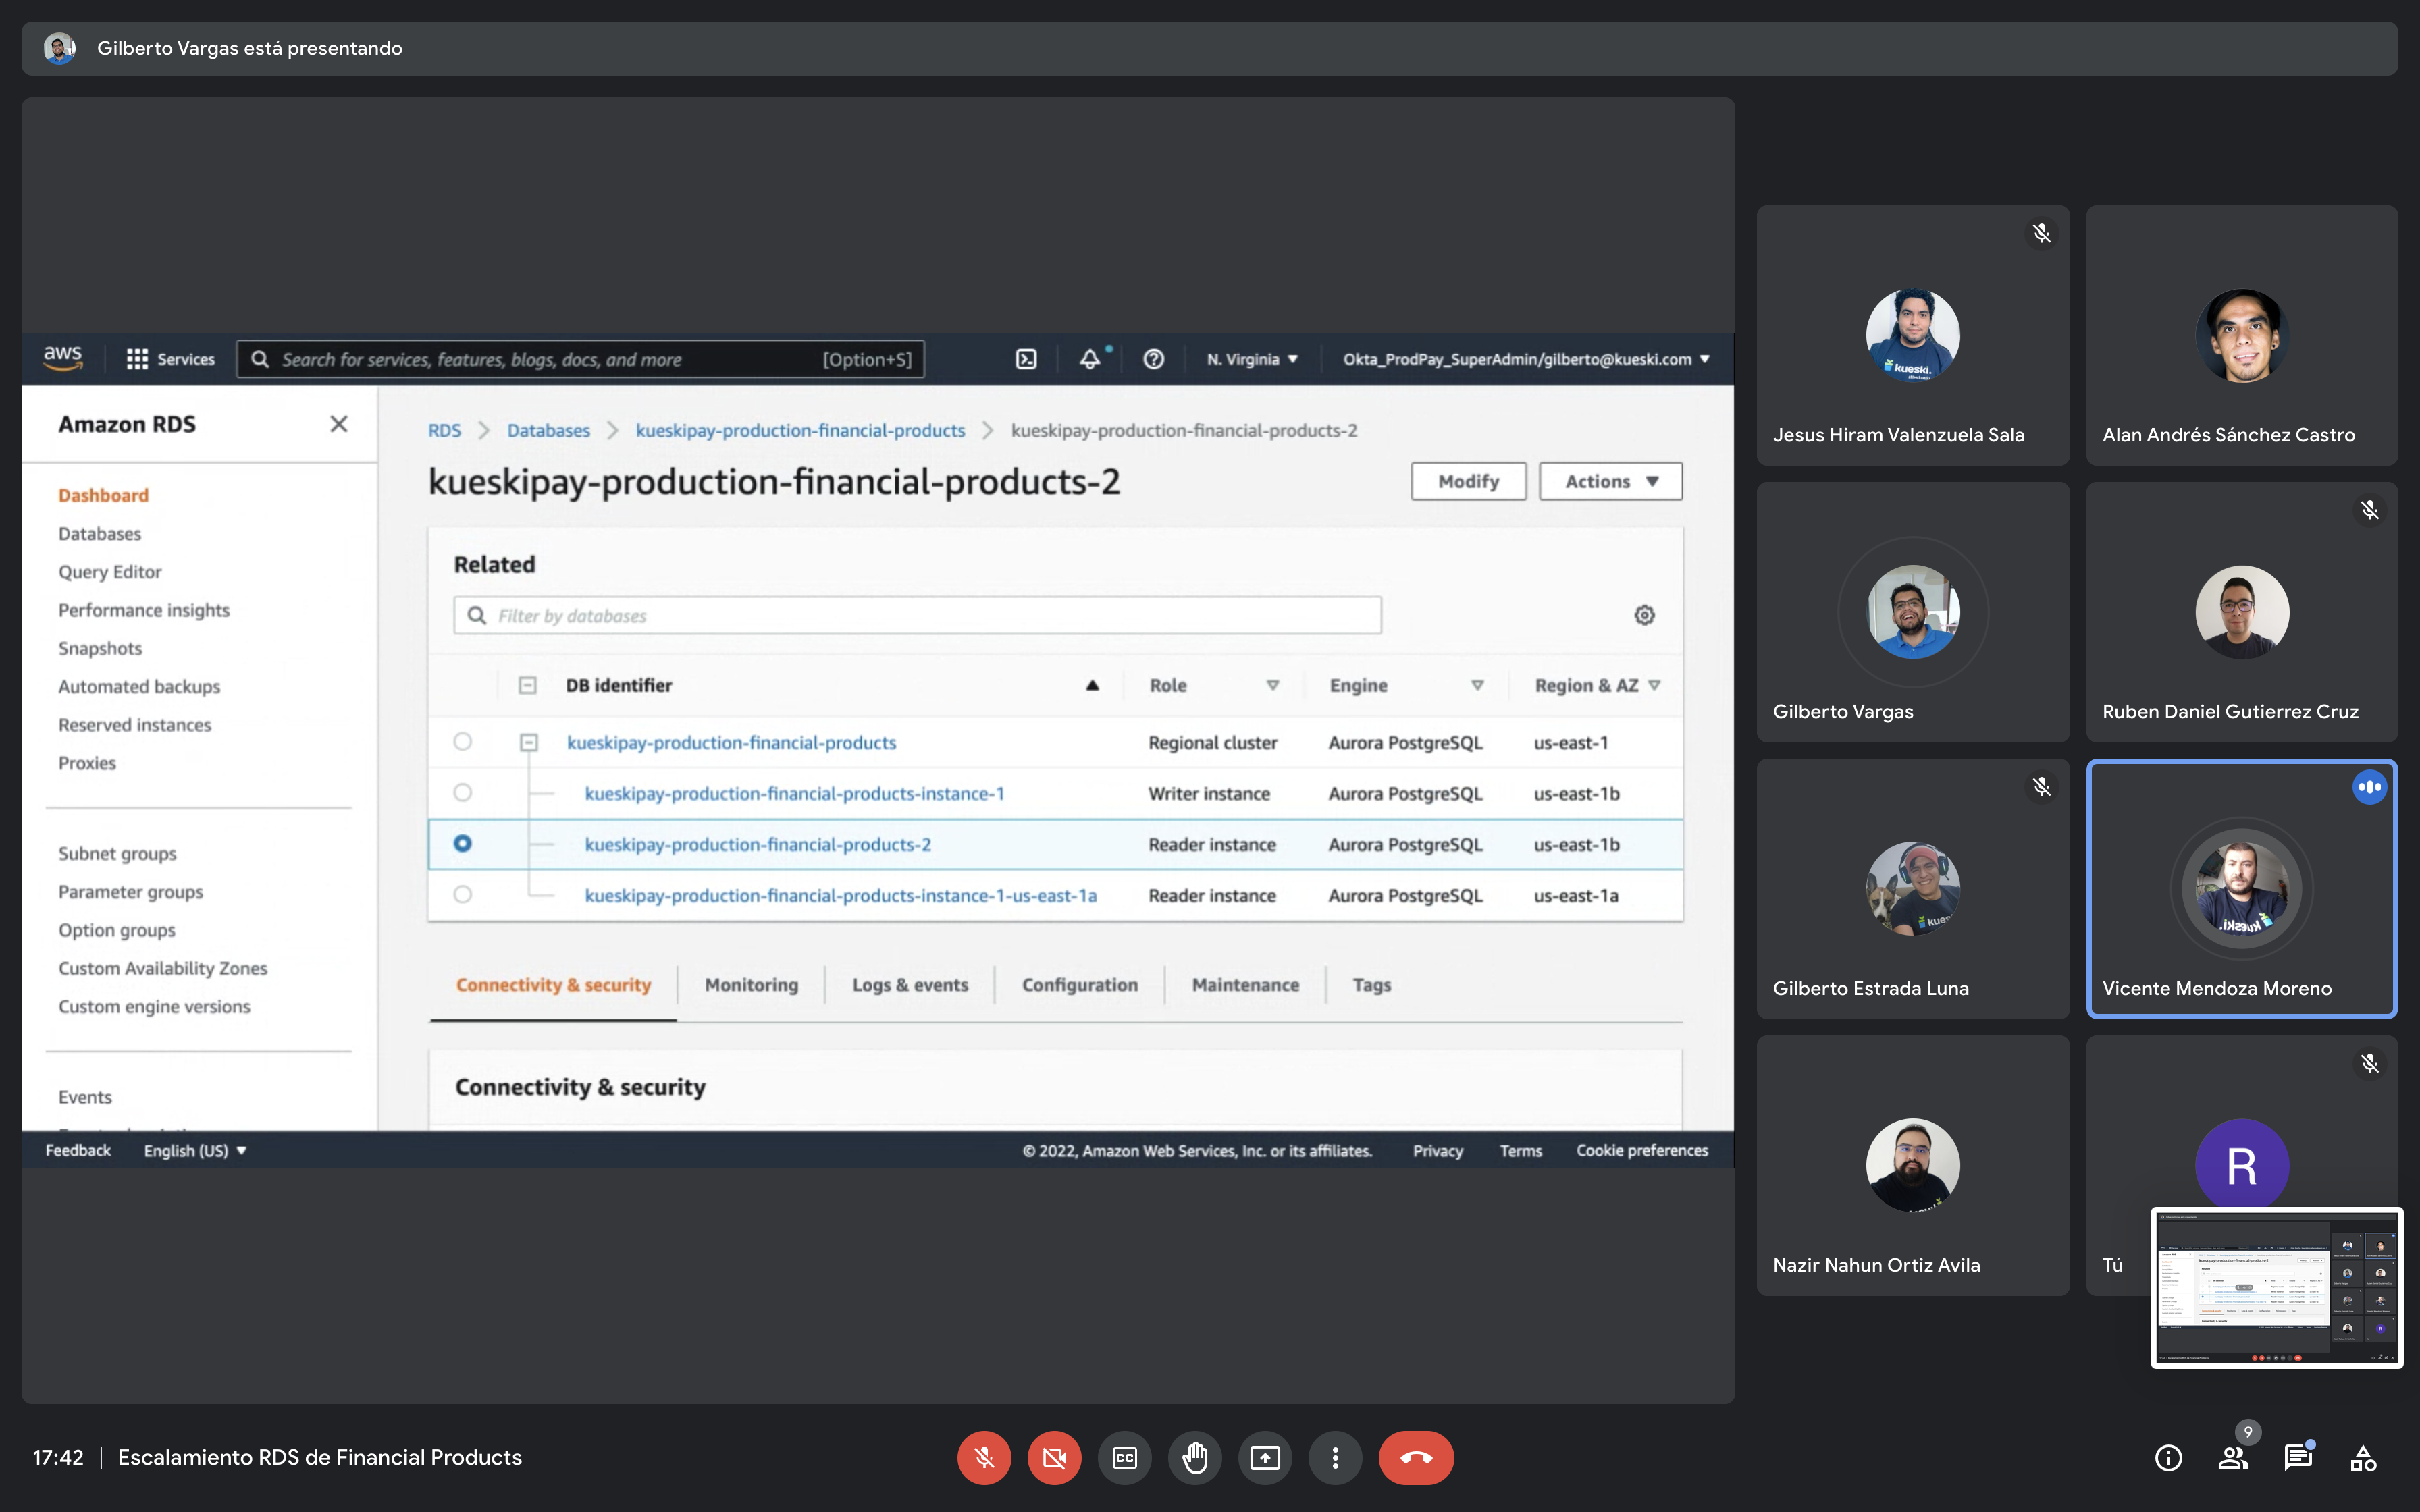 Gilberto Vargas está presentando
aws
Services
Search for services, features, blogs, docs, and more
[Option+S]
N. Virginia
Okta_ProdPay_SuperAdmin/gilberto@kueski.com
Amazon RDS
Dashboard
Databases
Query Editor
Performance insights
Snapshots
Automated backups
Reserved instances
Proxies
Subnet groups
Parameter groups
Option groups
Custom Availability Zones
Custom engine versions
Events
RDS > Databases > kueskipay-production-financial-products > kueskipay-production-financial-products-2
kueskipay-production-financial-products-2
Modify
Actions
Related
Filter by databases
DB identifier Role Engine Region & AZ
kueskipay-production-financial-products Regional cluster Aurora PostgreSQL us-east-1
kueskipay-production-financial-products-instance-1 Writer instance Aurora PostgreSQL us-east-1b
kueskipay-production-financial-products-2 Reader instance Aurora PostgreSQL us-east-1b
kueskipay-production-financial-products-instance-1-us-east-1a Reader instance Aurora PostgreSQL us-east-1a
Connectivity & security Monitoring Logs & events Configuration Maintenance Tags
Connectivity & security
Feedback English (US) © 2022, Amazon Web Services, Inc. or its affiliates. Privacy Terms Cookie preferences
kueski.
Jesus Hiram Valenzuela Sala
Alan Andrés Sánchez Castro
Gilberto Vargas
Ruben Daniel Gutierrez Cruz
Gilberto Estrada Luna
Vicente Mendoza Moreno
Nazir Nahun Ortiz Avila
R
Tú
17:42 | Escalamiento RDS de Financial Products
CC
9